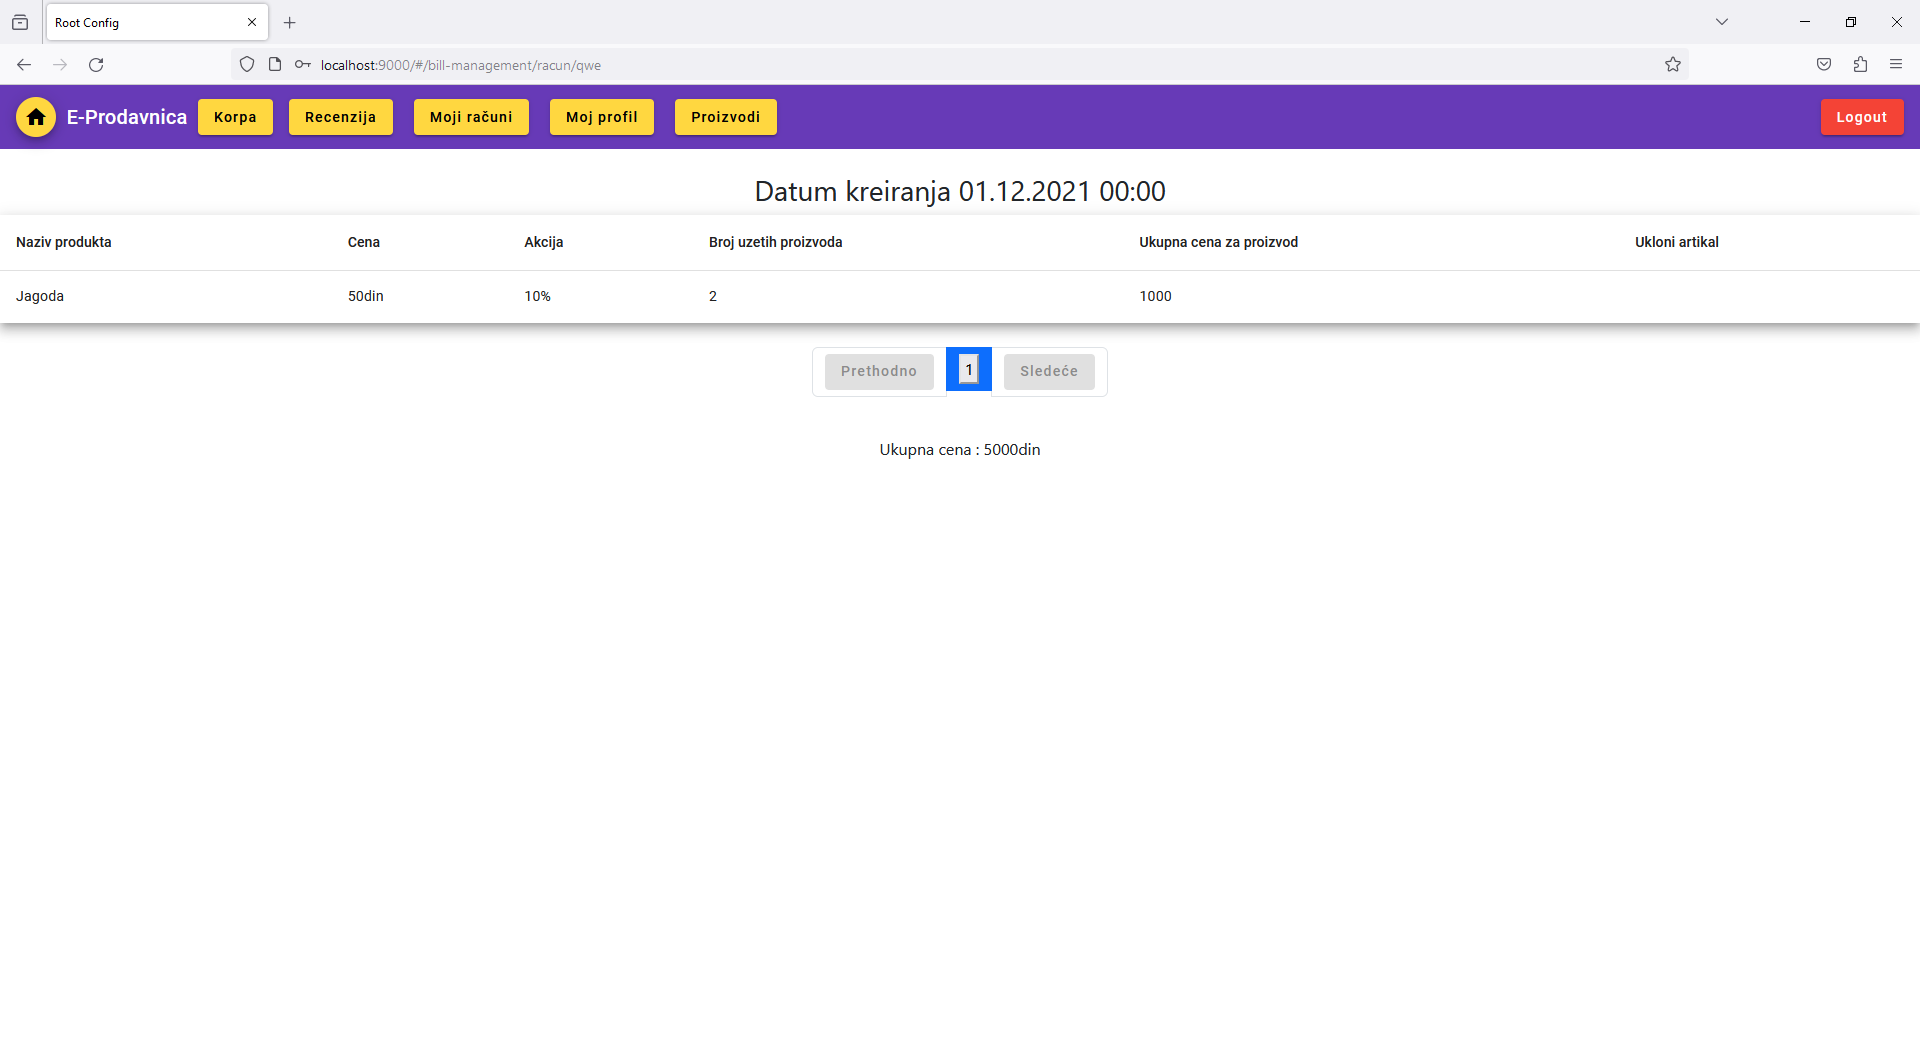 Root Config
localhost:9000/#/bill-management/racun/qwe
E-Prodavnica Korpa Recenzija Moji računi Moj profil Proizvodi Logout
Datum kreiranja 01.12.2021 00:00
Naziv produkta Cena Akcija Broj uzetih proizvoda Ukupna cena za proizvod Ukloni artikal
Jagoda 50din 10% 2 1000
Prethodno 1 Sledeće
Ukupna cena : 5000din